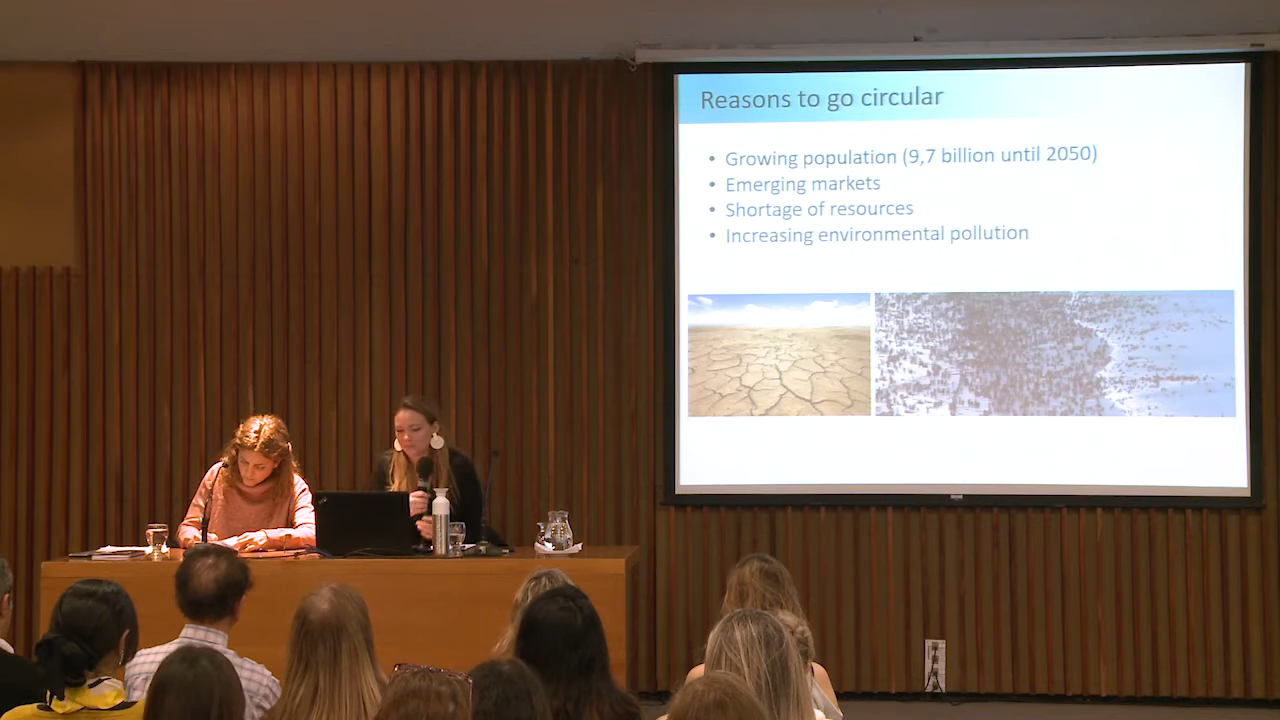 Reasons to go circular
• Growing population (9,7 billion until 2050)
• Emerging markets
• Shortage of resources
• Increasing environmental pollution